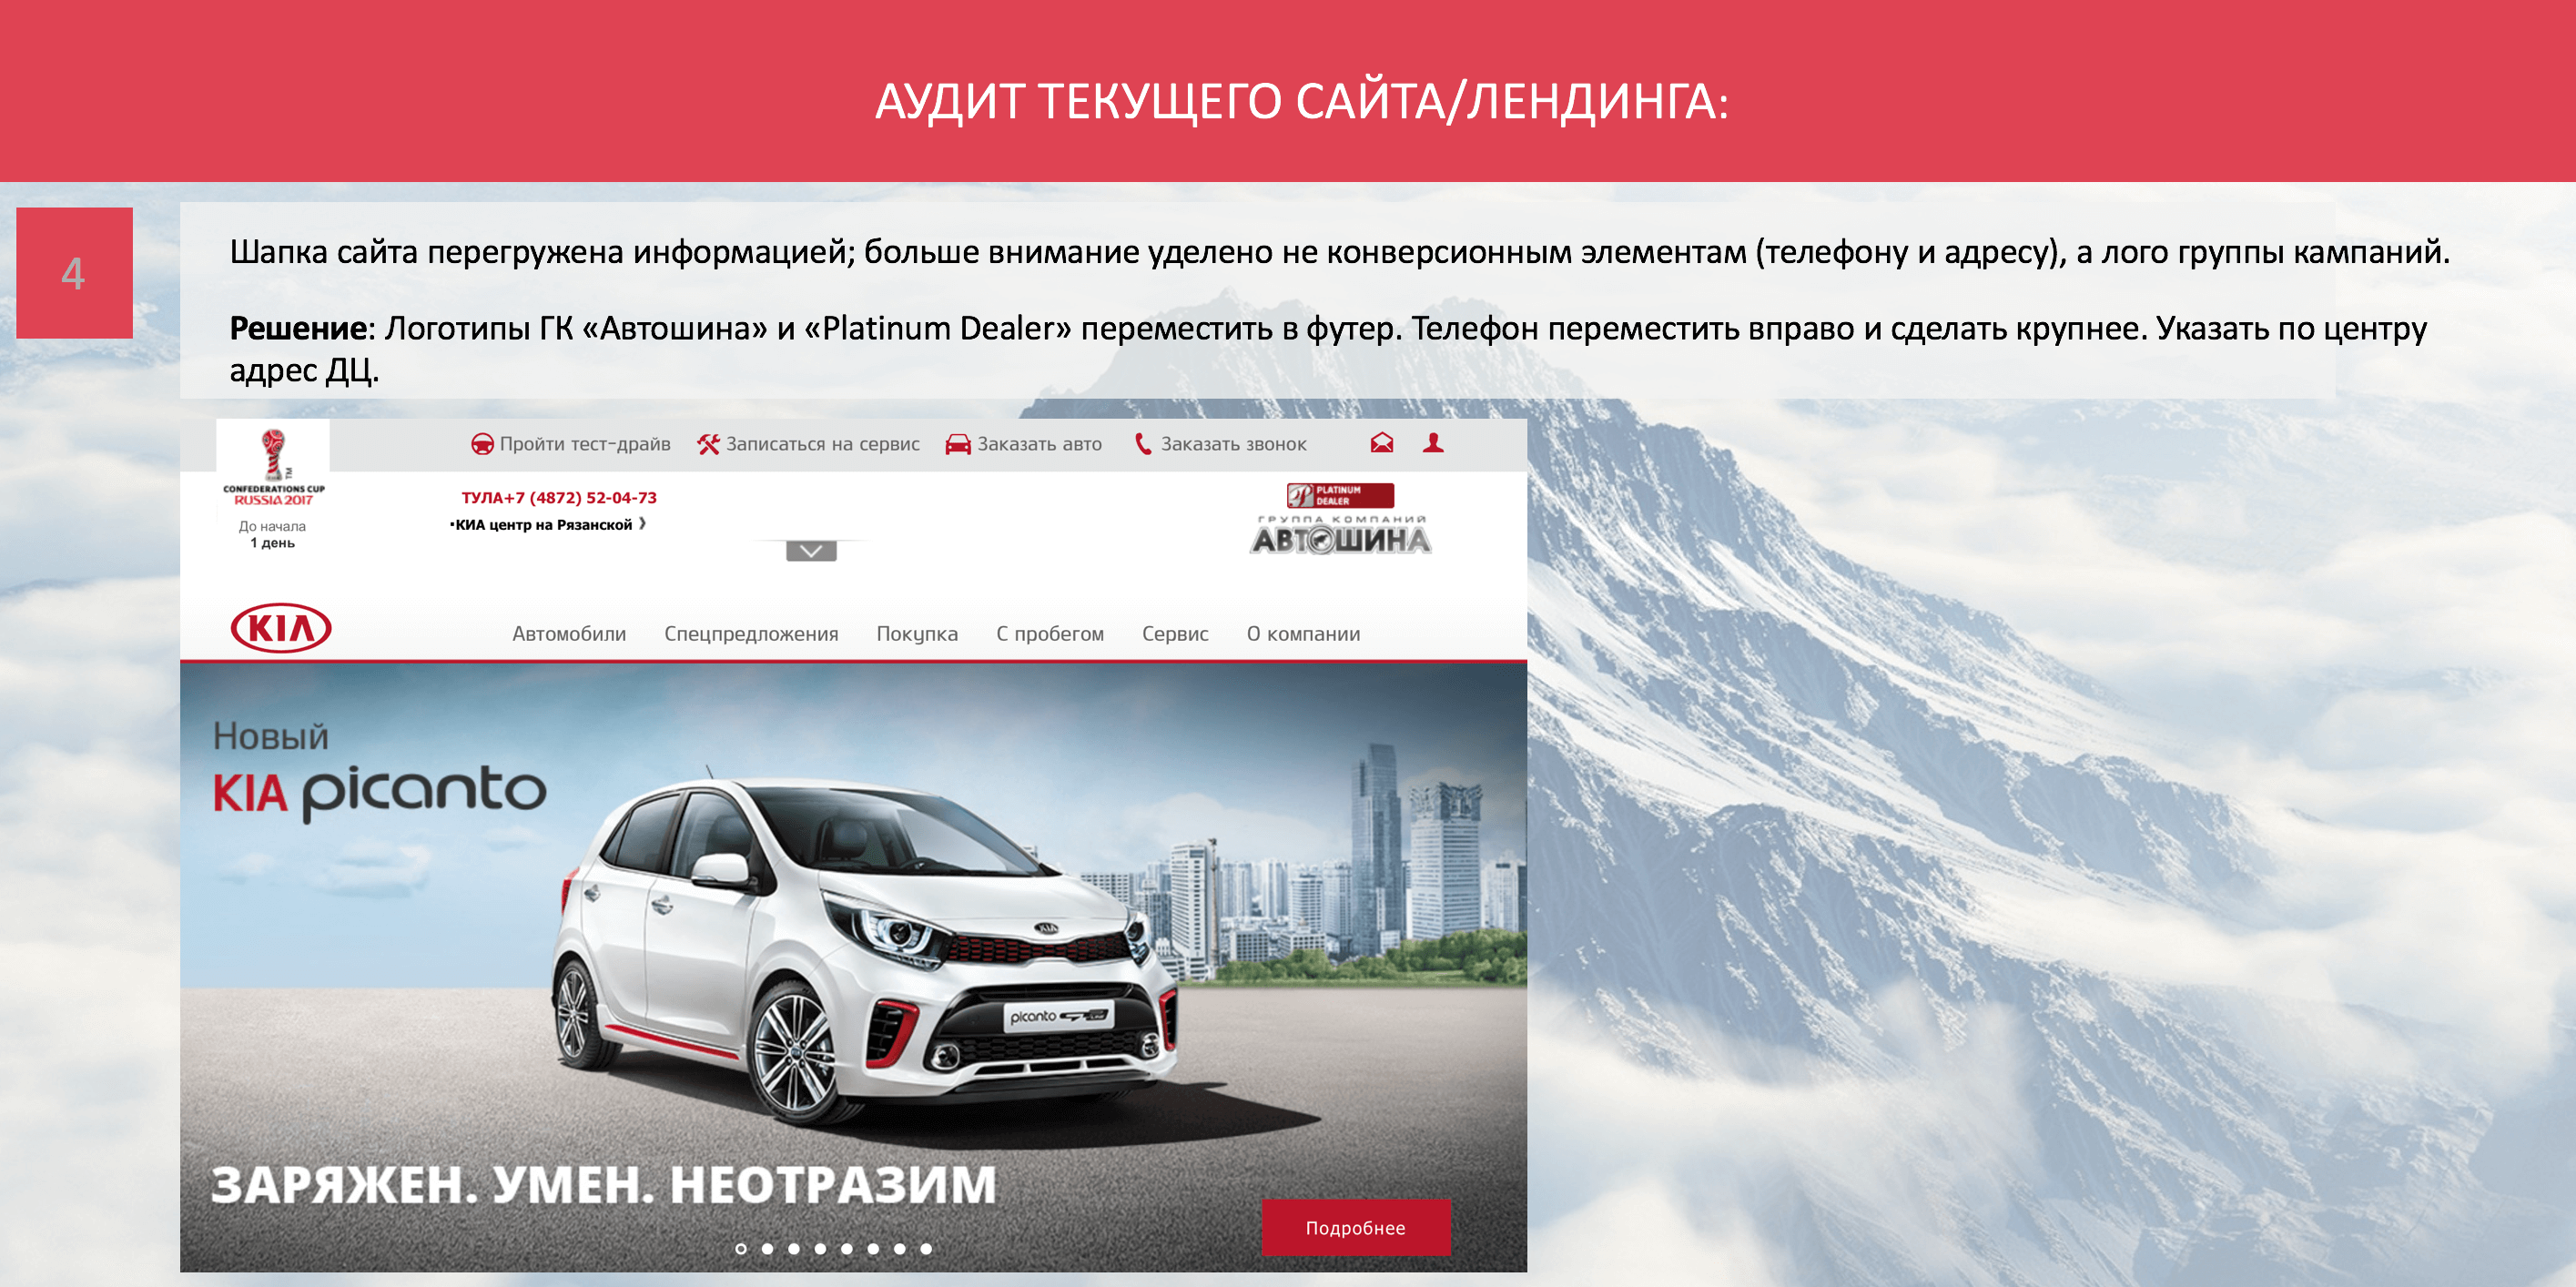 АУДИТ ТЕКУЩЕГО САЙТА/ЛЕНДИНГА:
4
Шапка сайта перегружена информацией; больше внимание уделено не конверсионным элементам (телефону и адресу), а лого группы кампаний.
Решение: Логотипы ГК «Автошина» и «Platinum Dealer» переместить в футер. Телефон переместить вправо и сделать крупнее. Указать по центру
адрес ДЦ.
Пройти тест-драйв Записаться на сервис Заказать авто Заказать звонок
TM
CONFEDERATIONS CUP
RUSSIA 2017
До начала
1 день
ТУЛА+7 (4872) 52-04-73
·КИА центр на Рязанской 》
PLATINUM
DEALER
ГРУППА КОМПАНИЙ
АВТОШИНА
KIA
Автомобили Спецпредложения Покупка С пробегом Сервис О компании
Новый
KIA picanto
KIA
picanto
ЗАРЯЖЕН. УМЕН. НЕОТРАЗИМ
Подробнее